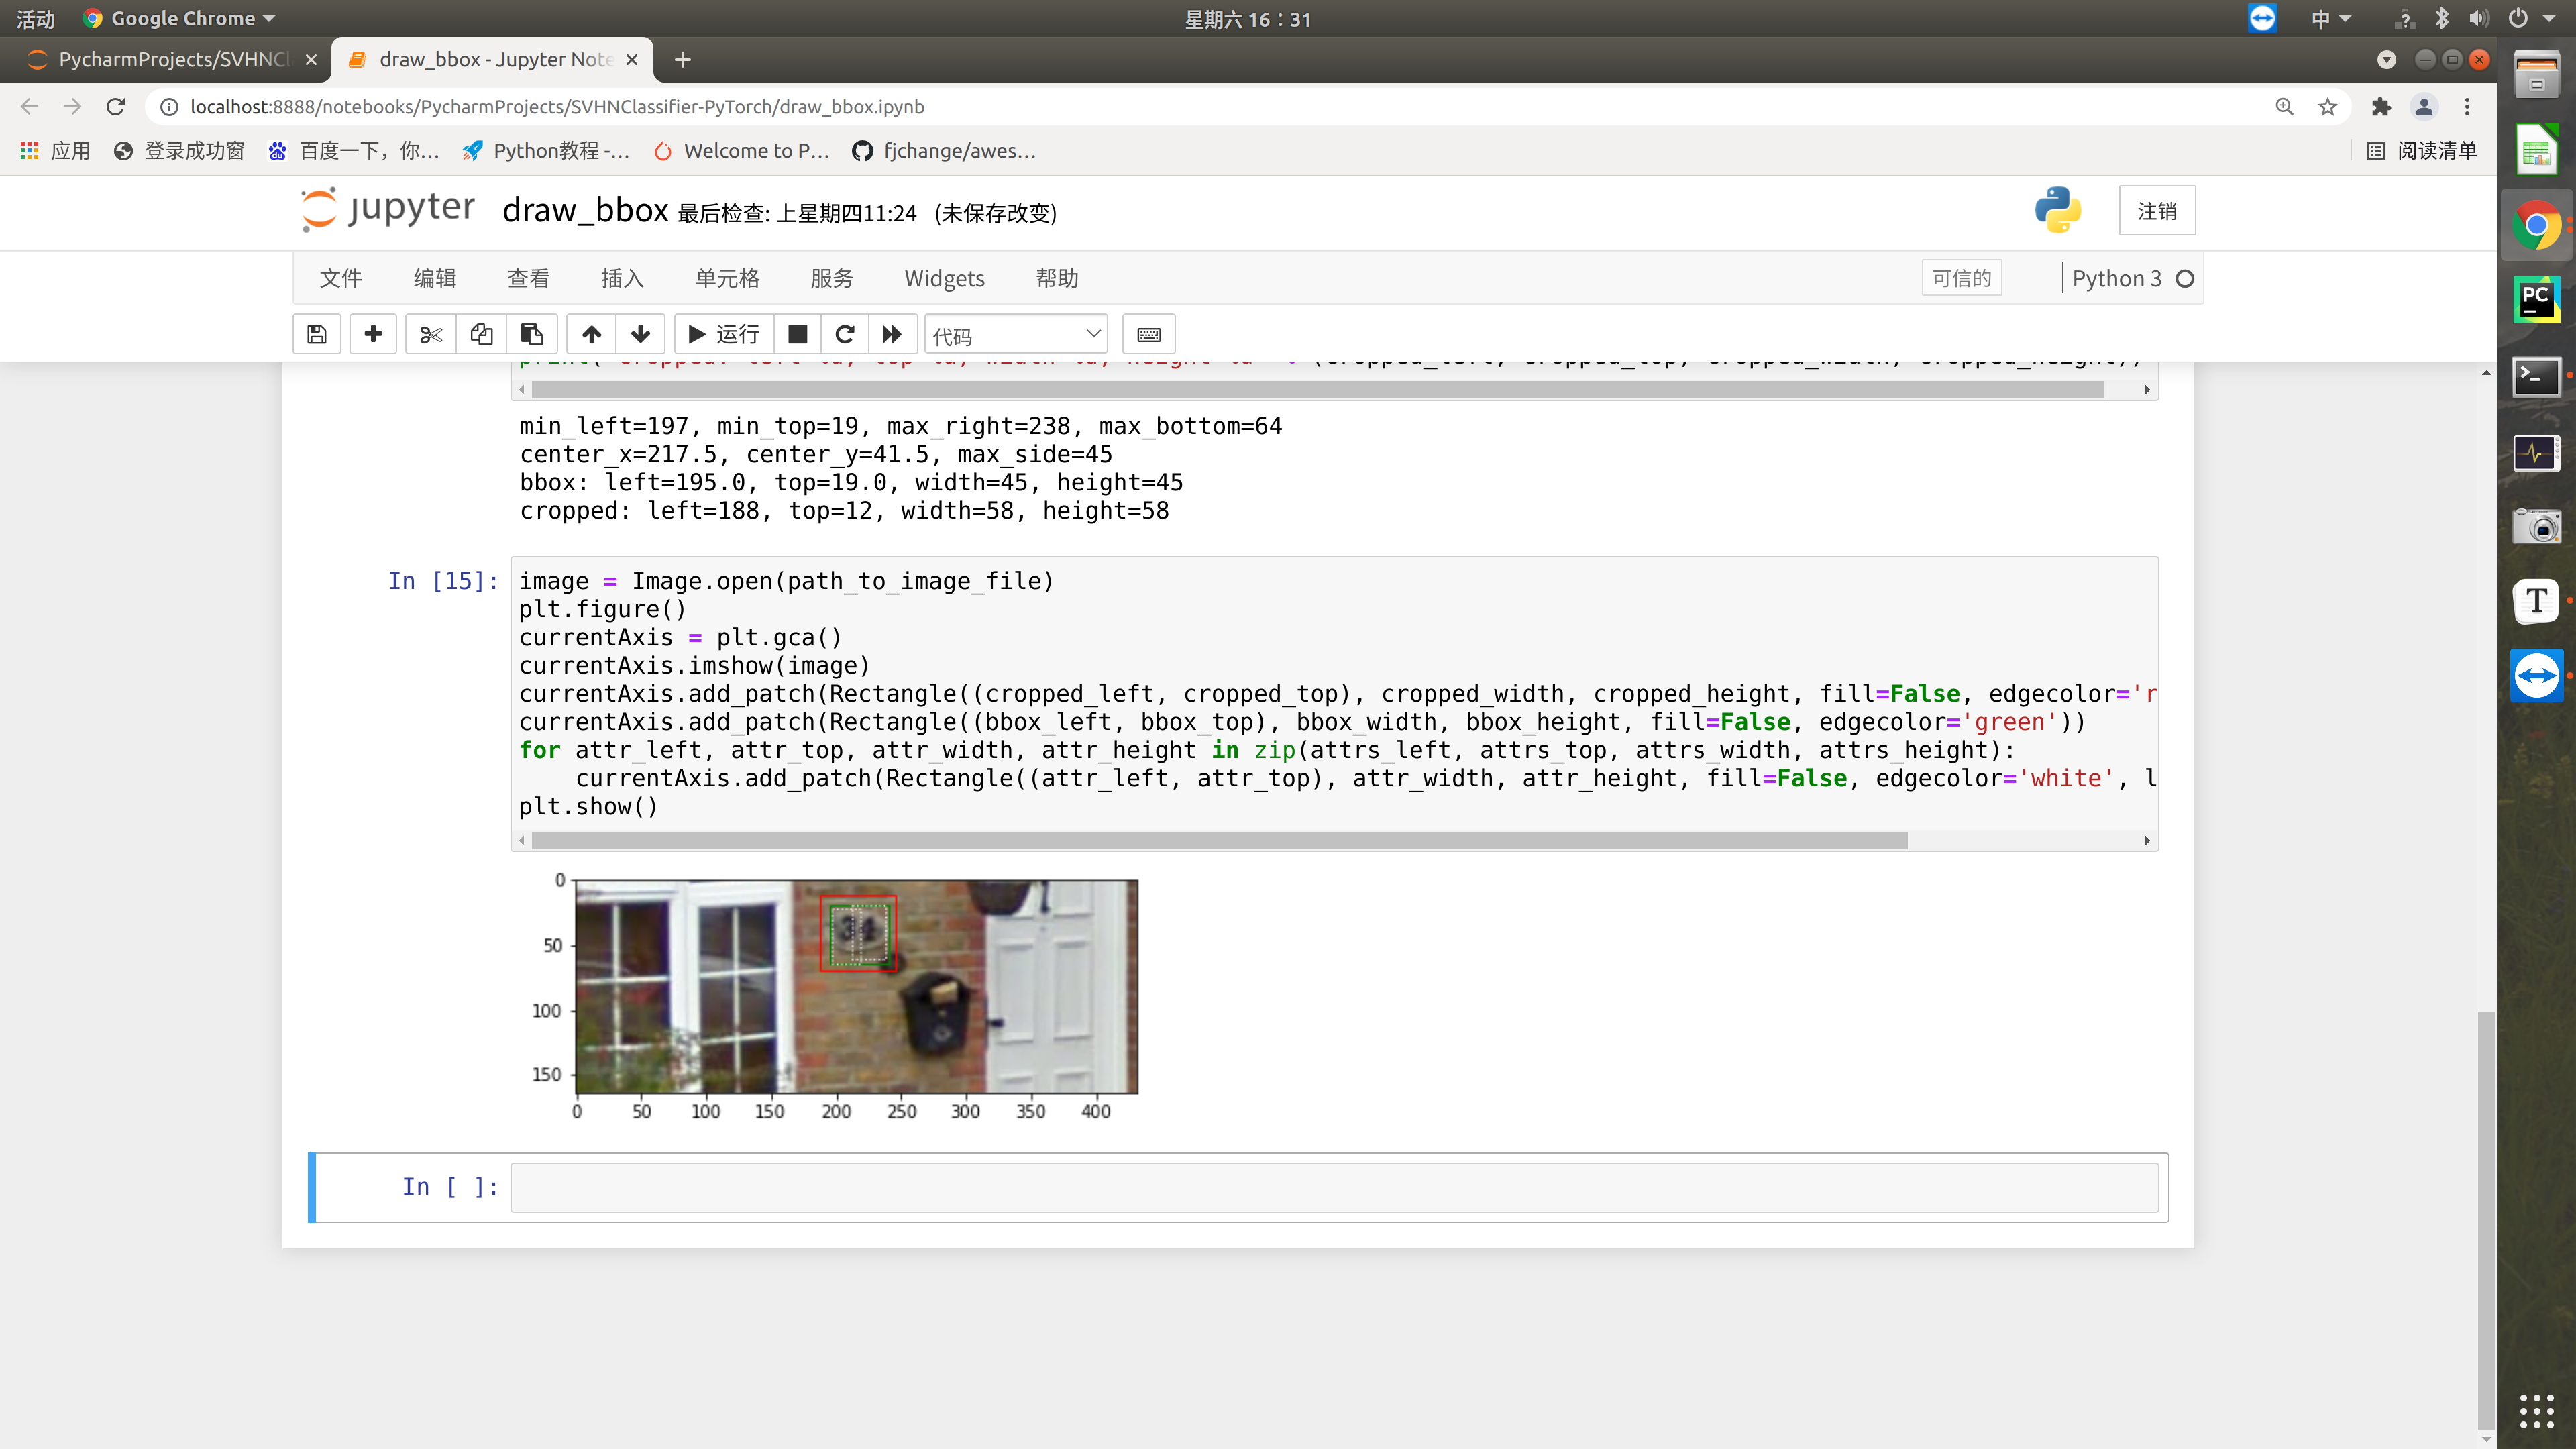 活动 Google Chrome 星期六 16：31 中
PycharmProjects/SVHNCl draw_bbox - Jupyter Note
localhost:8888/notebooks/PycharmProjects/SVHNClassifier-PyTorch/draw_bbox.ipynb
应用 登录成功窗 百度一下，你... Python教程 -... Welcome to P... fjchange/awes... 阅读清单
jupyter draw_bbox 最后检查: 上星期四11:24 (未保存改变) 注销
文件 编辑 查看 插入 单元格 服务 Widgets 帮助 可信的 Python 3
运行 代码
min_left=197, min_top=19, max_right=238, max_bottom=64
center_x=217.5, center_y=41.5, max_side=45
bbox: left=195.0, top=19.0, width=45, height=45
cropped: left=188, top=12, width=58, height=58
In [15]:
image = Image.open(path_to_image_file)
plt.figure()
currentAxis = plt.gca()
currentAxis.imshow(image)
currentAxis.add_patch(Rectangle((cropped_left, cropped_top), cropped_width, cropped_height, fill=False, edgecolor='r
currentAxis.add_patch(Rectangle((bbox_left, bbox_top), bbox_width, bbox_height, fill=False, edgecolor='green'))
for attr_left, attr_top, attr_width, attr_height in zip(attrs_left, attrs_top, attrs_width, attrs_height):
    currentAxis.add_patch(Rectangle((attr_left, attr_top), attr_width, attr_height, fill=False, edgecolor='white', l
plt.show()
0
50
100
150
0 50 100 150 200 250 300 350 400
In [ ]:
PC
T